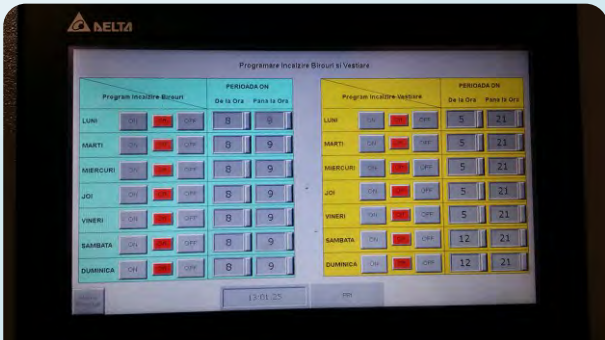 DELTA
Programare Incalzire Birouri si Vestiare
Program Incalzire Birouri
PERIOADA ON
De la Ora Pana la Ora
LUNI ON OFF 8 9
MARTI ON OFF 8 9
MIERCURI ON OFF 8 9
JOI ON OFF 8 9
VINERI ON OFF 8 9
SAMBATA ON OFF 8 9
DUMINICA ON OFF 8 9
Program Incalzire Vestiare
PERIOADA ON
De la Ora Pana la Ora
LUNI ON OFF 5 21
MARTI ON OFF 5 21
MIERCURI ON OFF 5 21
JOI ON OFF 5 21
VINERI ON OFF 5 21
SAMBATA ON OFF 12 21
DUMINICA ON OFF 12 21
13:01:25